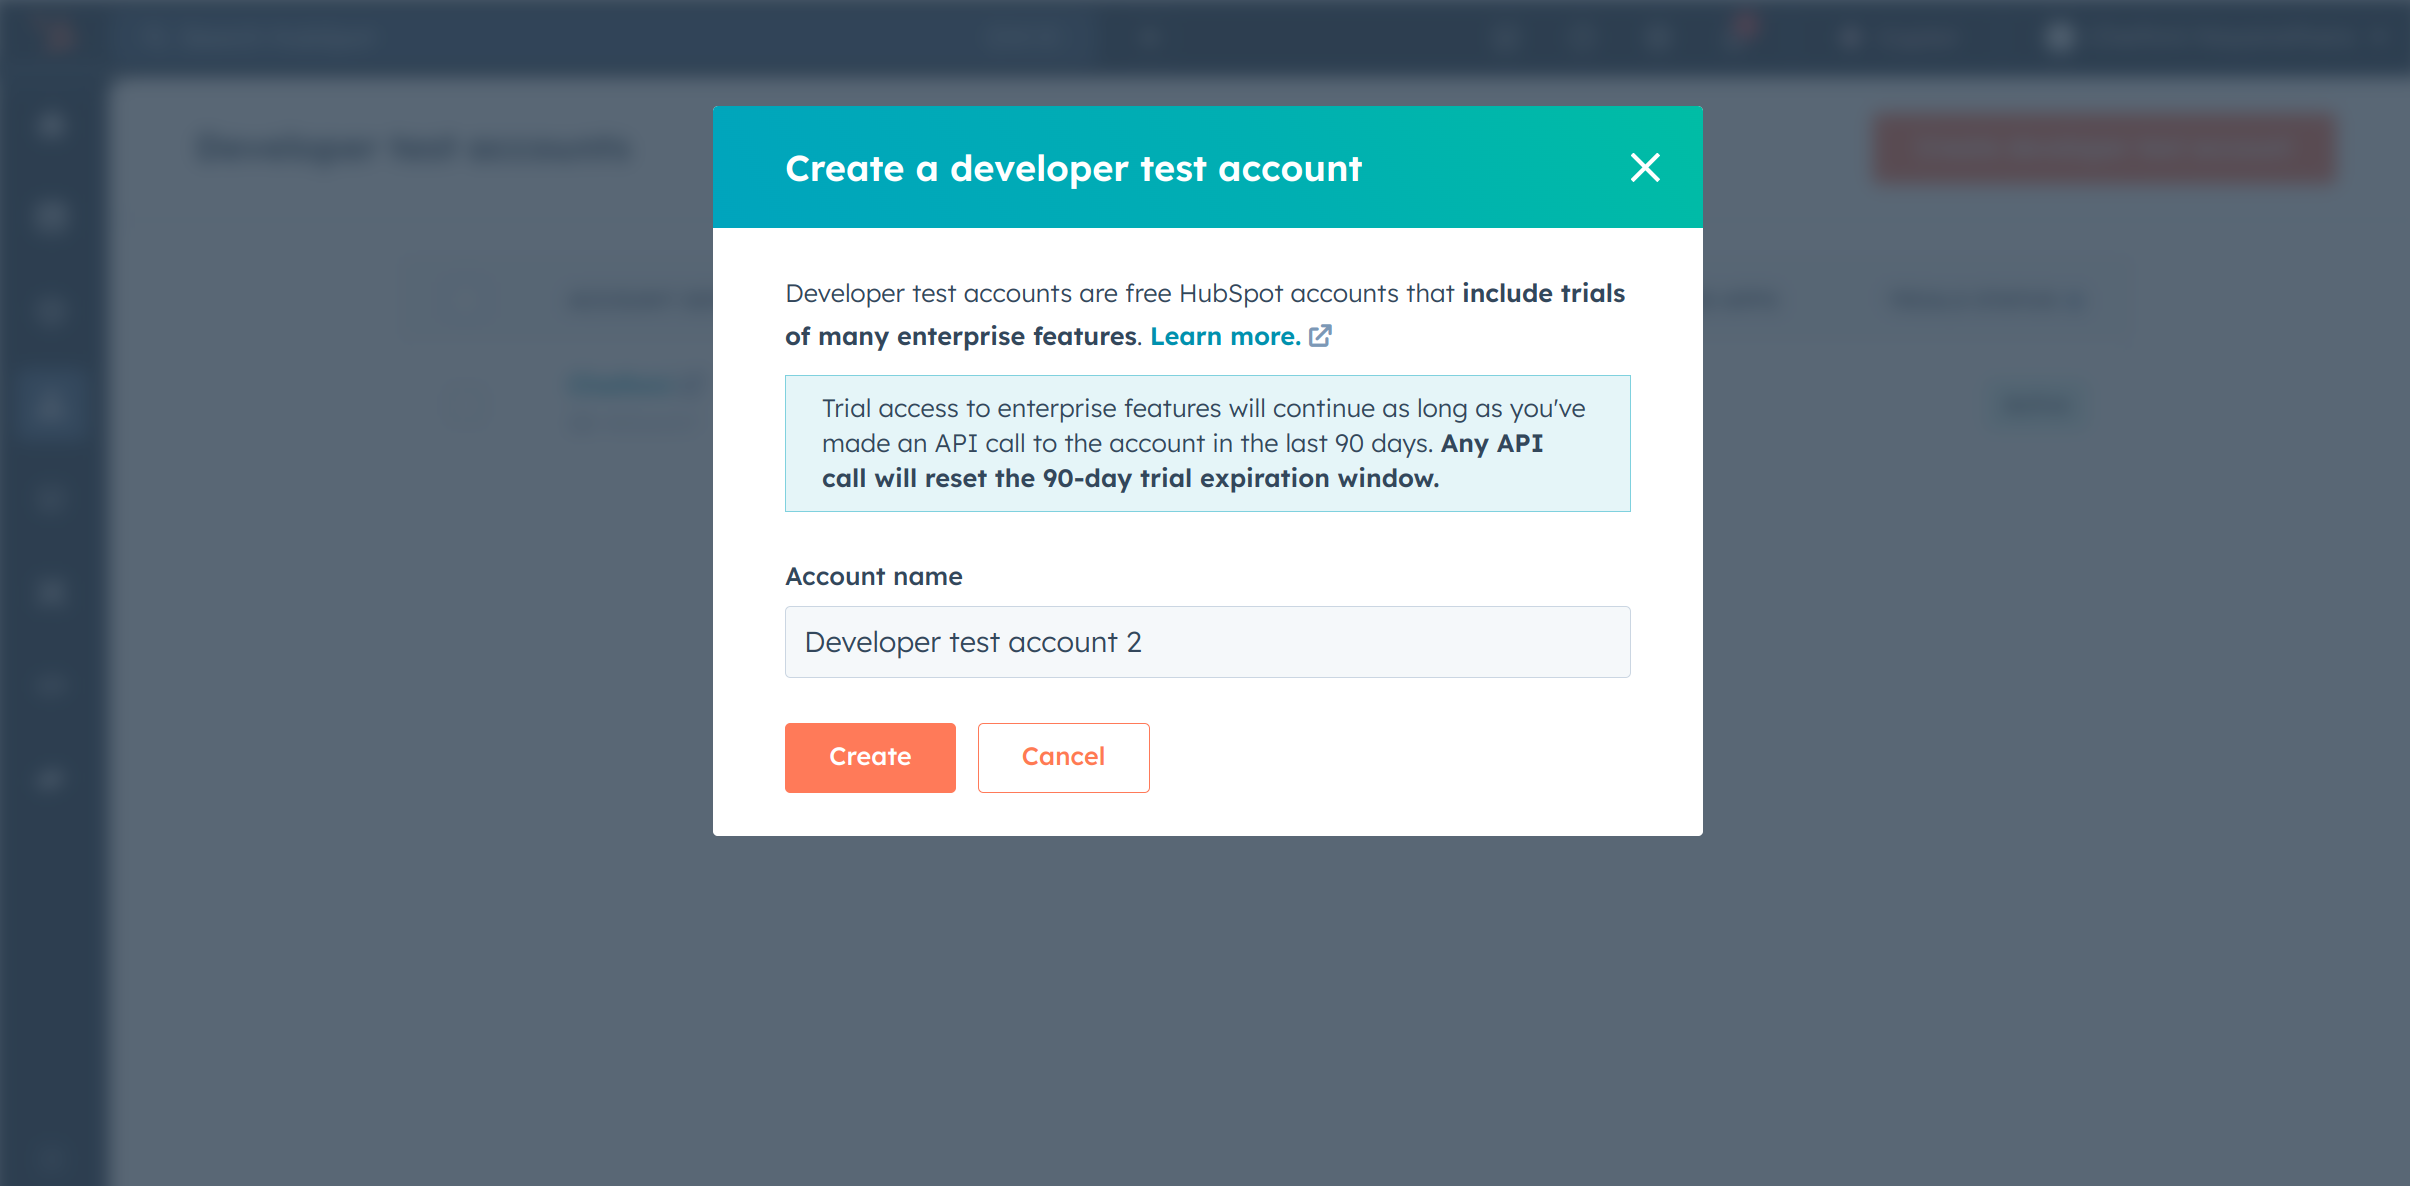 Developer test accounts
Create a developer test account
Developer test accounts are free HubSpot accounts that include trials
of many enterprise features. Learn more.
Trial access to enterprise features will continue as long as you've
made an API call to the account in the last 90 days. Any API
call will reset the 90-day trial expiration window.
Account name
Developer test account 2
Create
Cancel